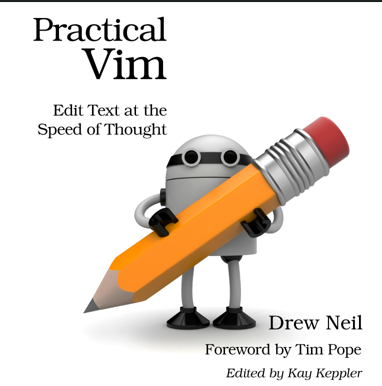 Practical
Vim
Edit Text at the
Speed of Thought
Drew Neil
Foreword by Tim Pope
Edited by Kay Keppler